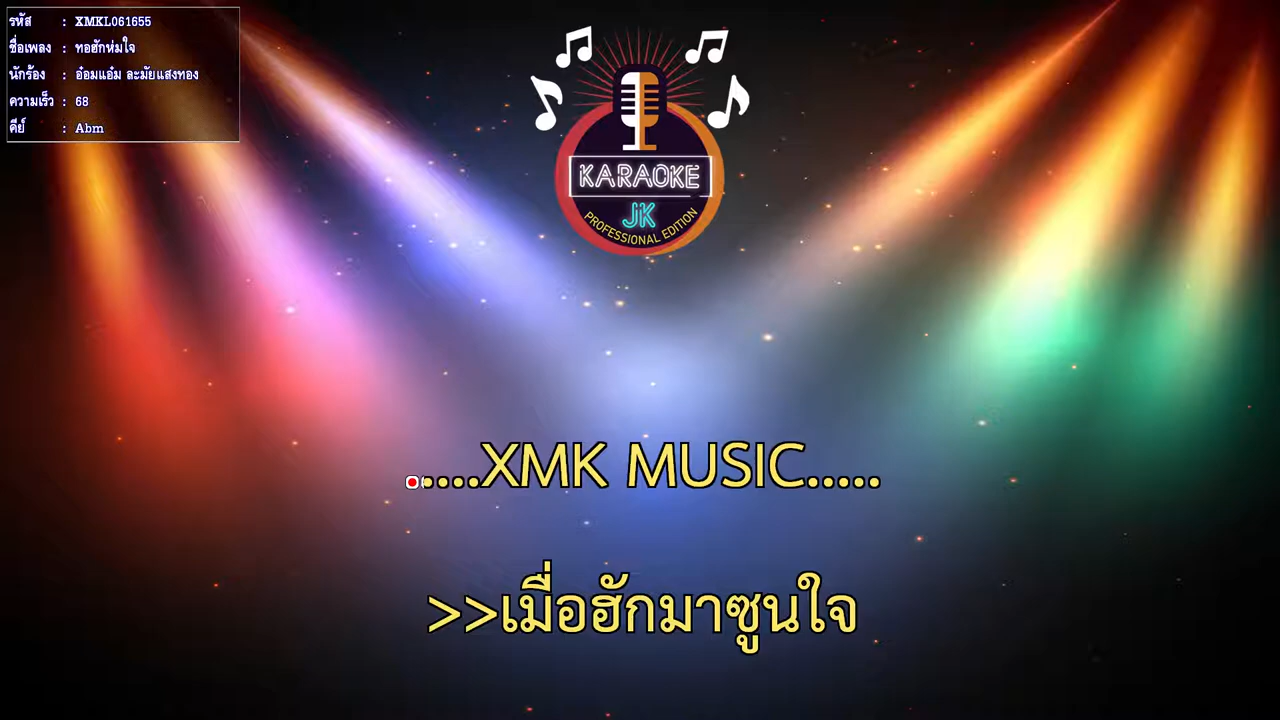 รหัส : XMKL061655
ชื่อเพลง : ทอฮักห่มใจ
นักร้อง : อ๋อมแอ๋ม ละมัยแสงทอง
ความเร็ว : 68
คีย์ : Abm
KARAOKE
JK
PROFESSIONAL EDITION
.....XMK MUSIC.....
>>เมื่อฮักมาซูนใจ